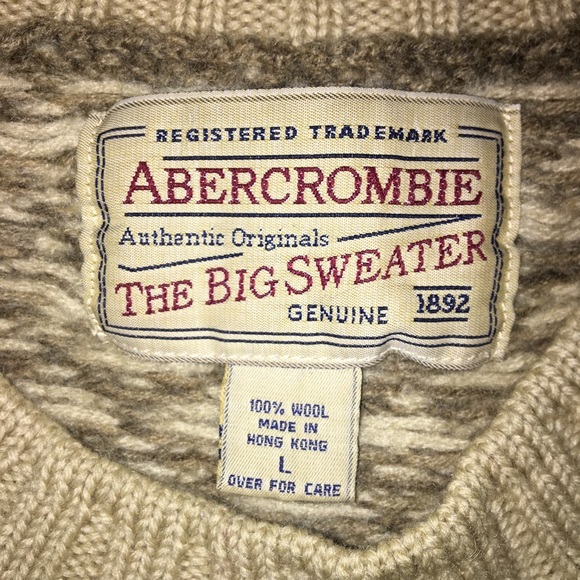 REGISTERED TRADEMARK
ABERCROMBIE
Authentic Originals
THE BIG SWEATER
GENUINE 1892
100% WOOL
MADE IN
HONG KONG
L
OVER FOR CARE